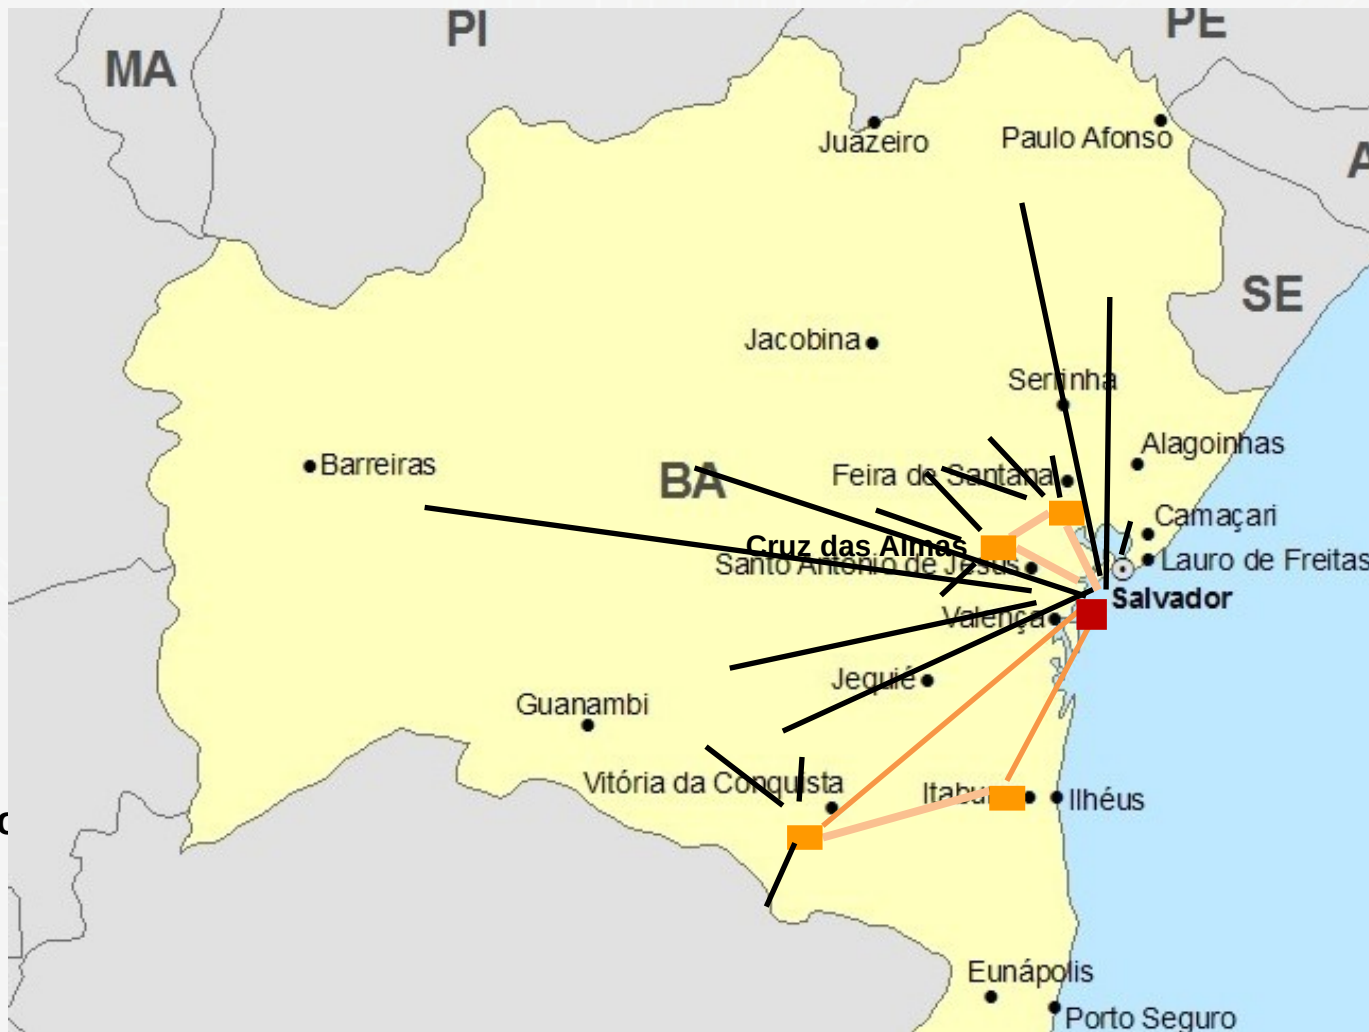 PI
PE
MA
A
Juazeiro
Paulo Afonso
SE
Jacobina
Serrinha
Alagoinhas
Barreiras
BA
Feira de Santana
Camaçari
Cruz das Almas
Santo Antônio de Jesus
Lauro de Freitas
Salvador
Valença
Jequié
Guanambi
Vitória da Conquista
Itabu
Ilhéus
Eunápolis
Porto Seguro